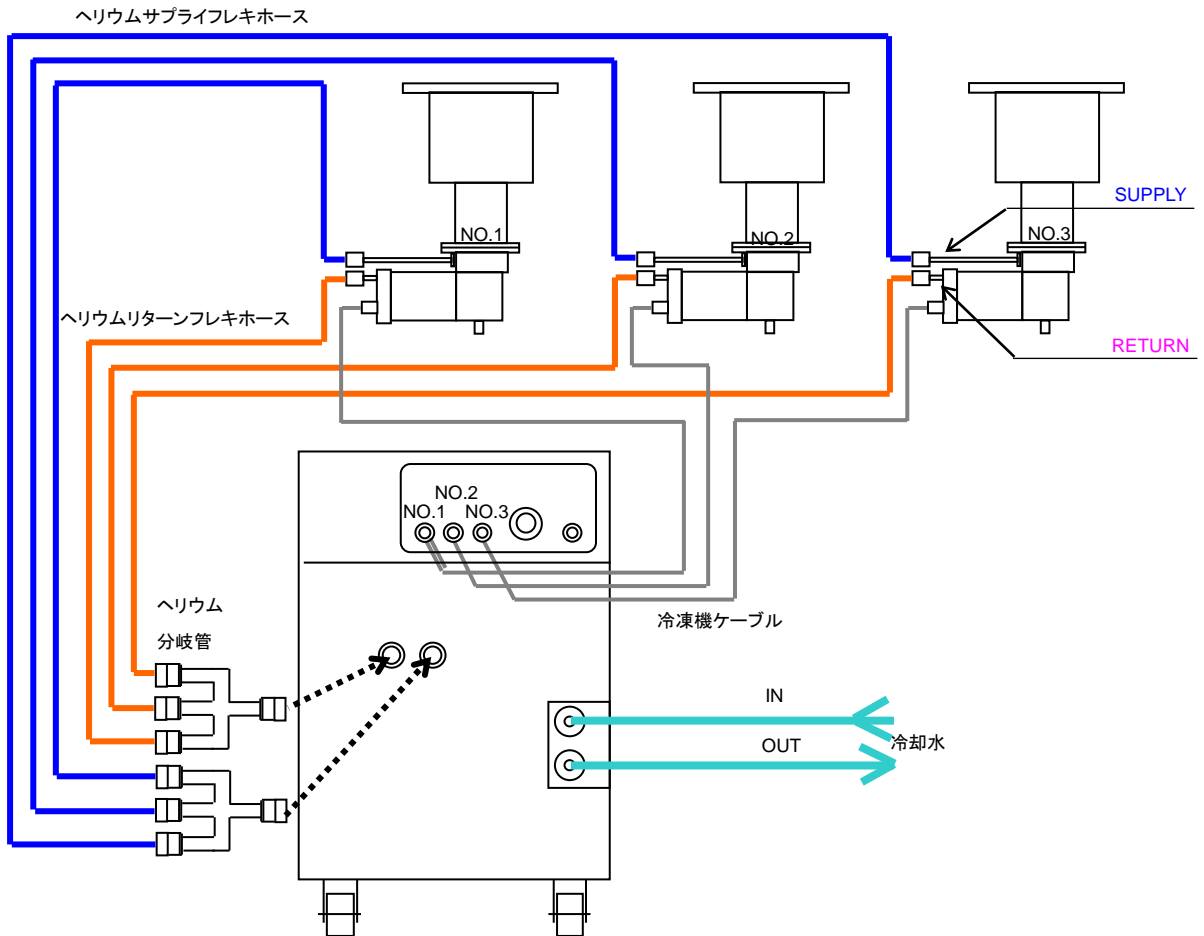 ヘリウムサプライフレキホース
SUPPLY
NO.1
NO.2
NO.3
ヘリウムリターンフレキホース
RETURN
NO.2
NO.1
NO.3
ヘリウム
分岐管
冷凍機ケーブル
IN
OUT
冷却水